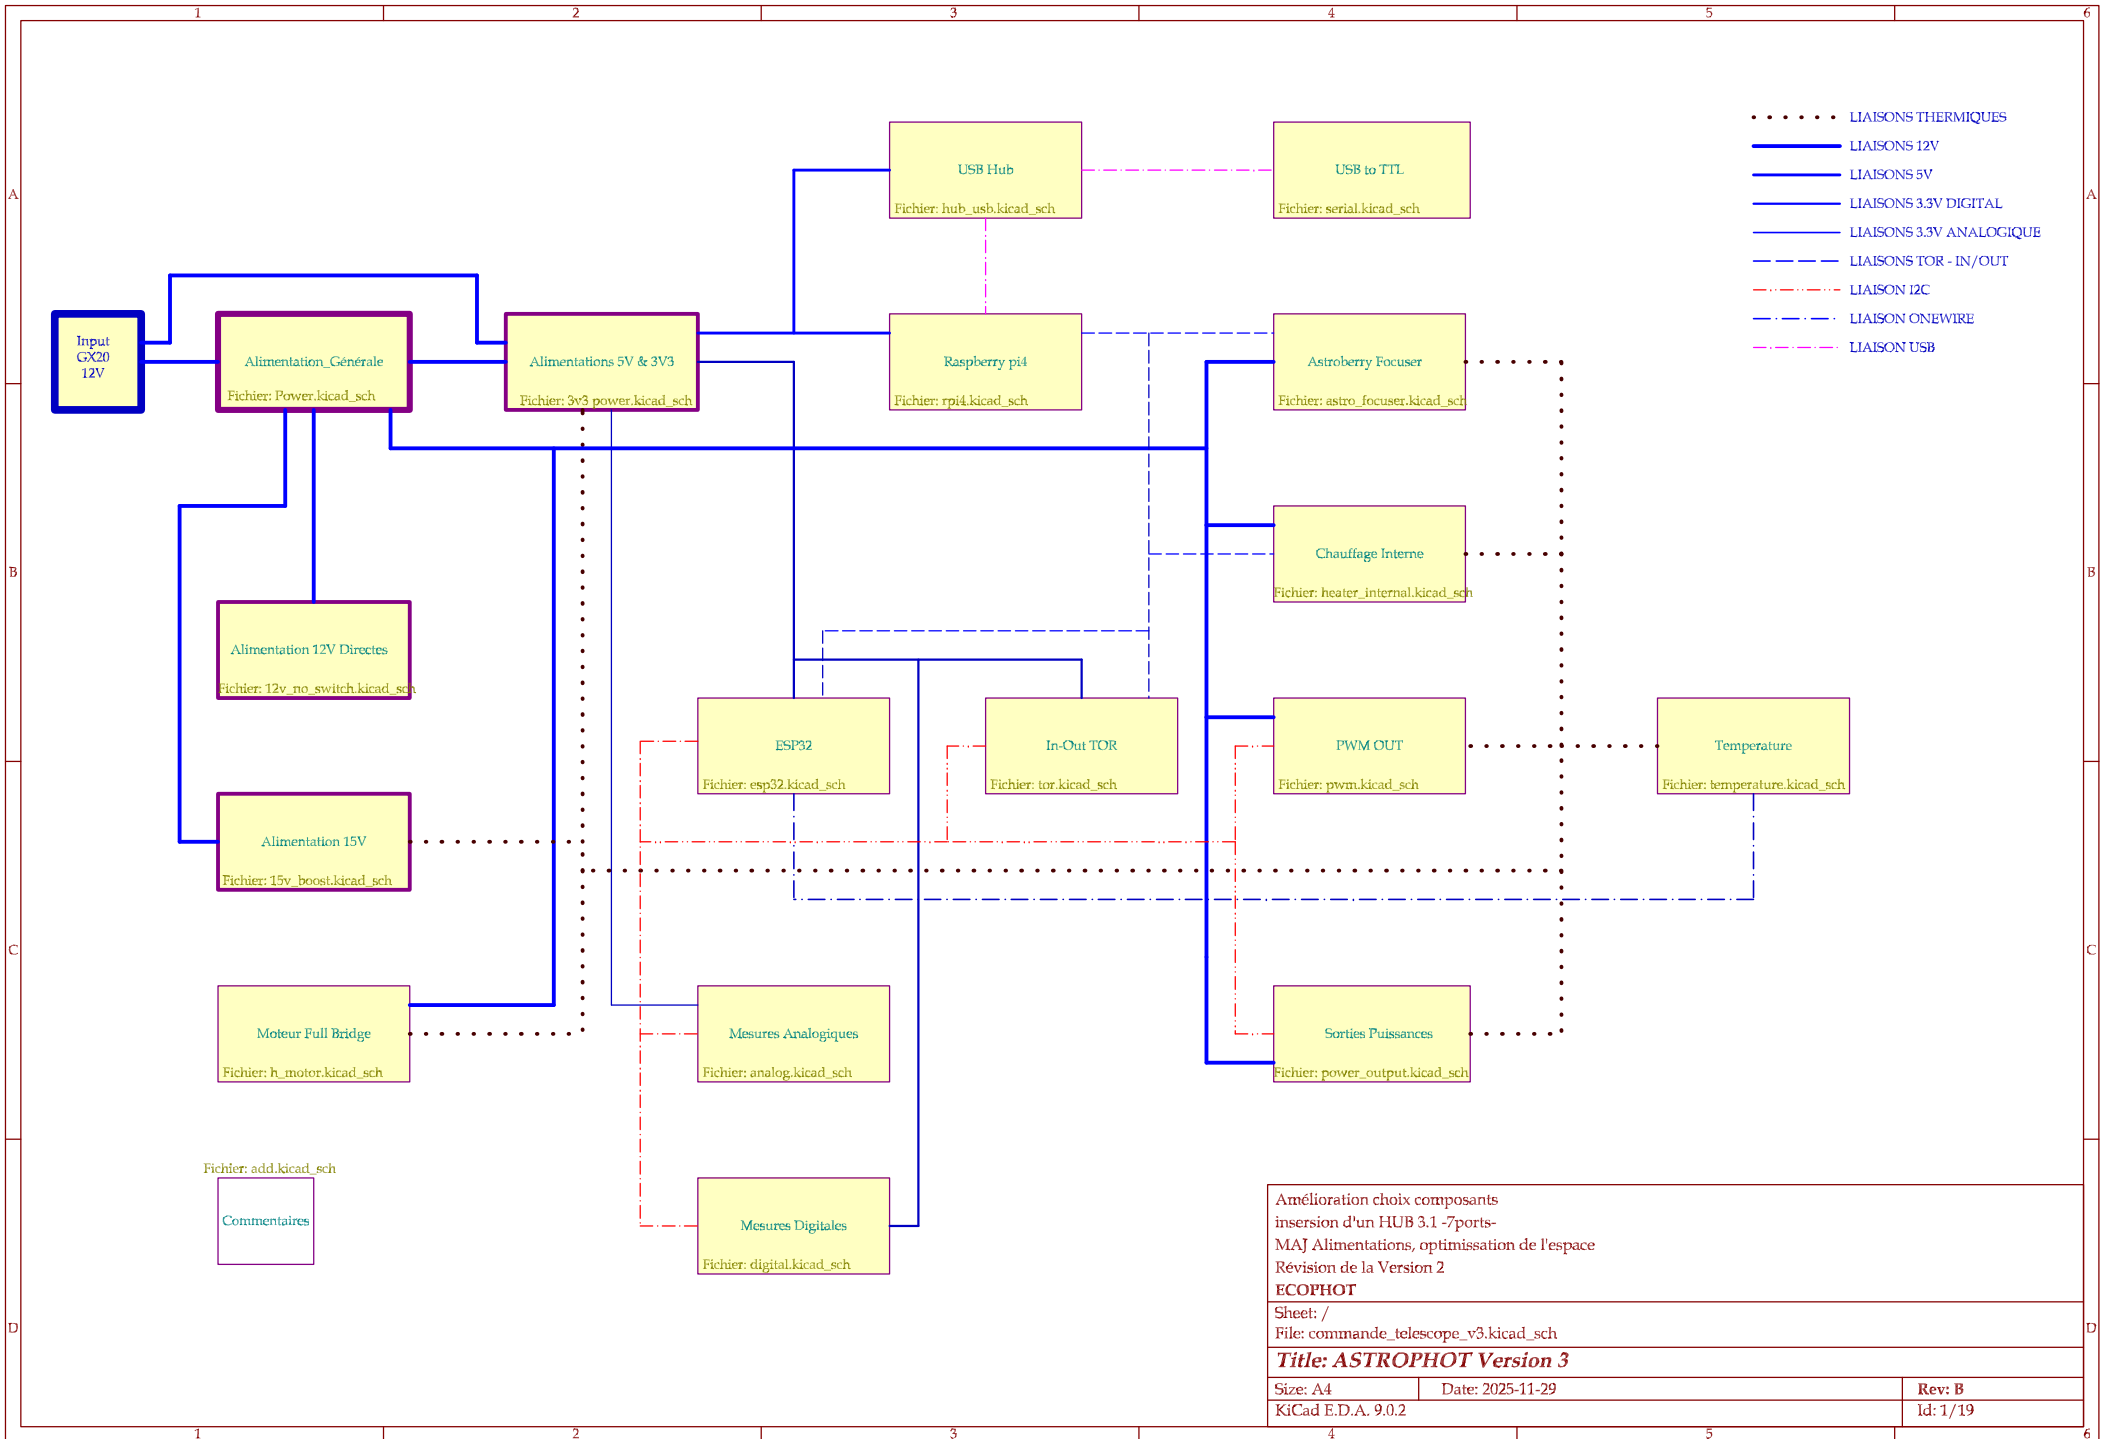 1 2 3 4 5 6
A
USB Hub
Fichier: hub_usb.kicad_sch
USB to TTL
Fichier: serial.kicad_sch
LIAISONS THERMIQUES
LIAISONS 12V
LIAISONS 5V
LIAISONS 3.3V DIGITAL
LIAISONS 3.3V ANALOGIQUE
LIAISONS TOR - IN/OUT
LIAISON I2C
LIAISON ONEWIRE
LIAISON USB
A
Input
GX20
12V
Alimentation_Générale
Fichier: Power.kicad_sch
Alimentations 5V & 3V3
Fichier: 3v3 power.kicad_sch
Raspberry pi4
Fichier: rpi4.kicad_sch
Astroberry Focuser
Fichier: astro_focuser.kicad_sch
B
Chauffage Interne
Fichier: heater_internal.kicad_sch
B
Alimentation 12V Directes
Fichier: 12v_no_switch.kicad_sch
ESP32
Fichier: esp32.kicad_sch
In-Out TOR
Fichier: tor.kicad_sch
PWM OUT
Fichier: pwm.kicad_sch
Temperature
Fichier: temperature.kicad_sch
Alimentation 15V
Fichier: 15v_boost.kicad_sch
C
C
Moteur Full Bridge
Fichier: h_motor.kicad_sch
Mesures Analogiques
Fichier: analog.kicad_sch
Sorties Puissances
Fichier: power_output.kicad_sch
Fichier: add.kicad_sch
Commentaires
Mesures Digitales
Fichier: digital.kicad_sch
D
Amélioration choix composants
insersion d'un HUB 3.1 -7ports-
MAJ Alimentations, optimissation de l'espace
Révision de la Version 2
ECOPHOT
Sheet: /
File: commande_telescope_v3.kicad_sch
D
Title: ASTROPHOT Version 3
Size: A4 Date: 2025-11-29 Rev: B
KiCad E.D.A. 9.0.2 Id: 1/19
1 2 3 4 5 6